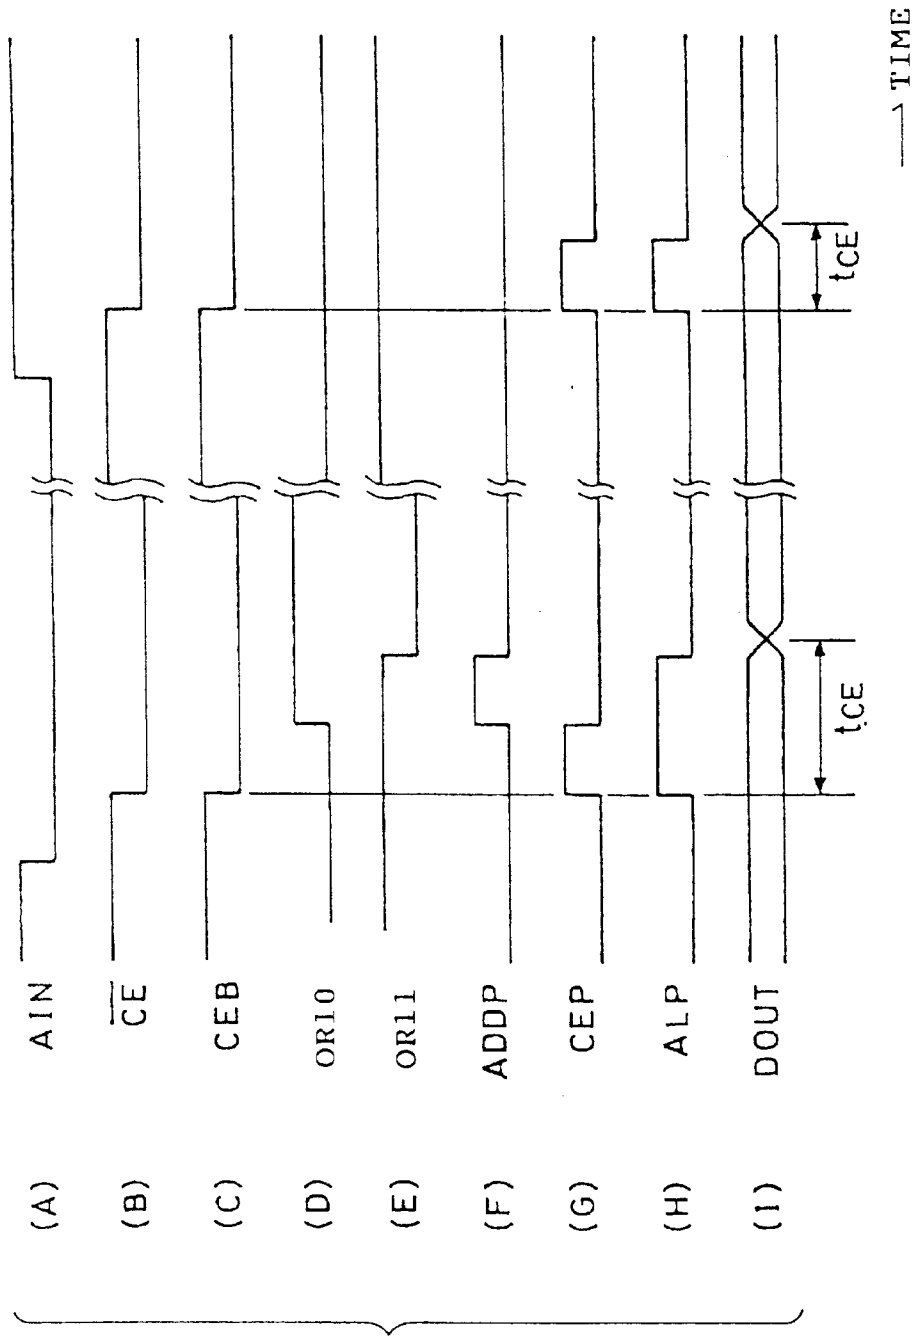 (A) AIN
(B) CE
(C) CEB
(D) OR10
(E) OR11
(F) ADDP
(G) CEP
(H) ALP
(I) DOUT
tCE
tCE
TIME